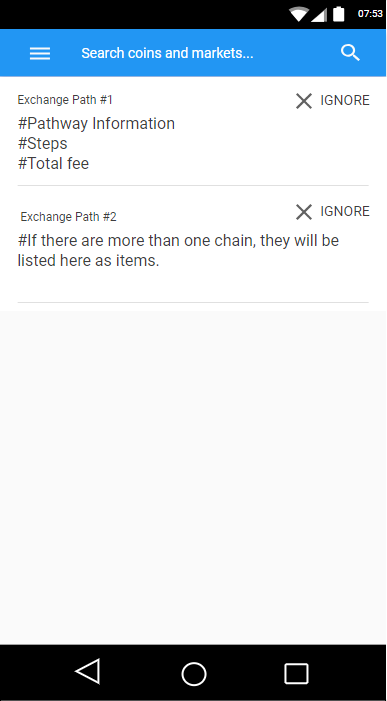 07:53
Search coins and markets...
Exchange Path #1
IGNORE
#Pathway Information
#Steps
#Total fee
IGNORE
Exchange Path #2
#If there are more than one chain, they will be
listed here as items.